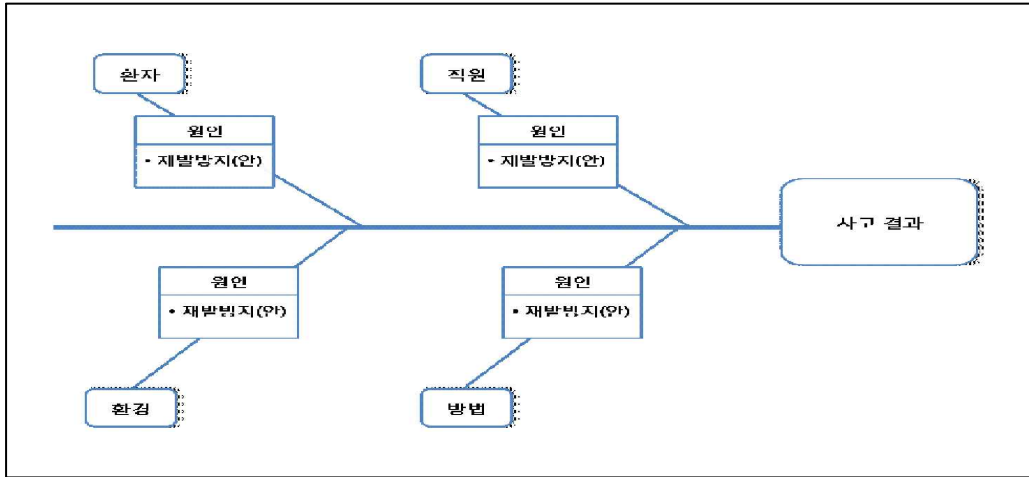 환자
직원
원인
• 재발방지(안)
원인
• 재발방지(안)
사고 결과
원인
• 재발방지(안)
원인
• 재발방지(안)
환경
방법